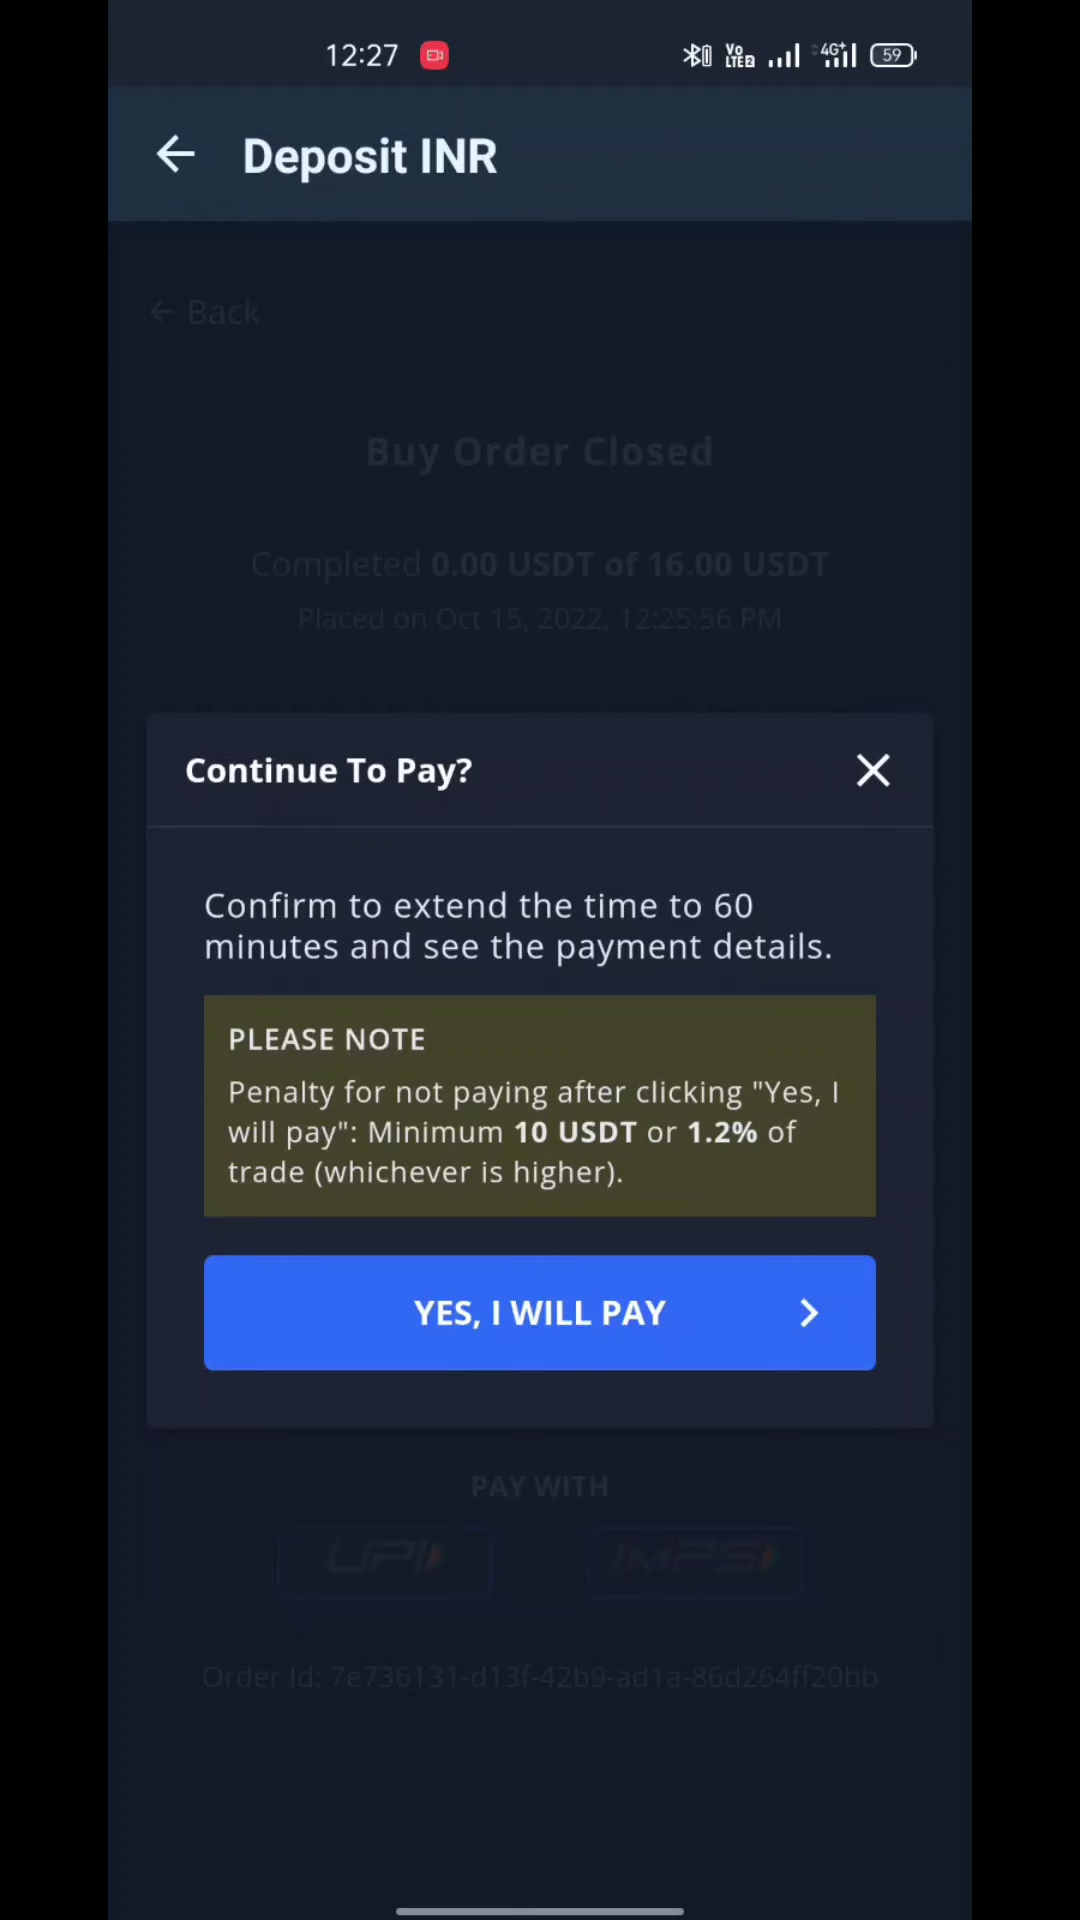 12:27
Vo LTE2 4G+ 59
Deposit INR
← Back
Buy Order Closed
Completed 0.00 USDT of 16.00 USDT
Placed on Oct 15, 2022, 12:25:56 PM
Continue To Pay?
Confirm to extend the time to 60
minutes and see the payment details.
PLEASE NOTE
Penalty for not paying after clicking "Yes, I
will pay": Minimum 10 USDT or 1.2% of
trade (whichever is higher).
YES, I WILL PAY
PAY WITH
UPI IMPS
Order Id: 7e736131-d13f-42b9-ad1a-86d264ff20bb